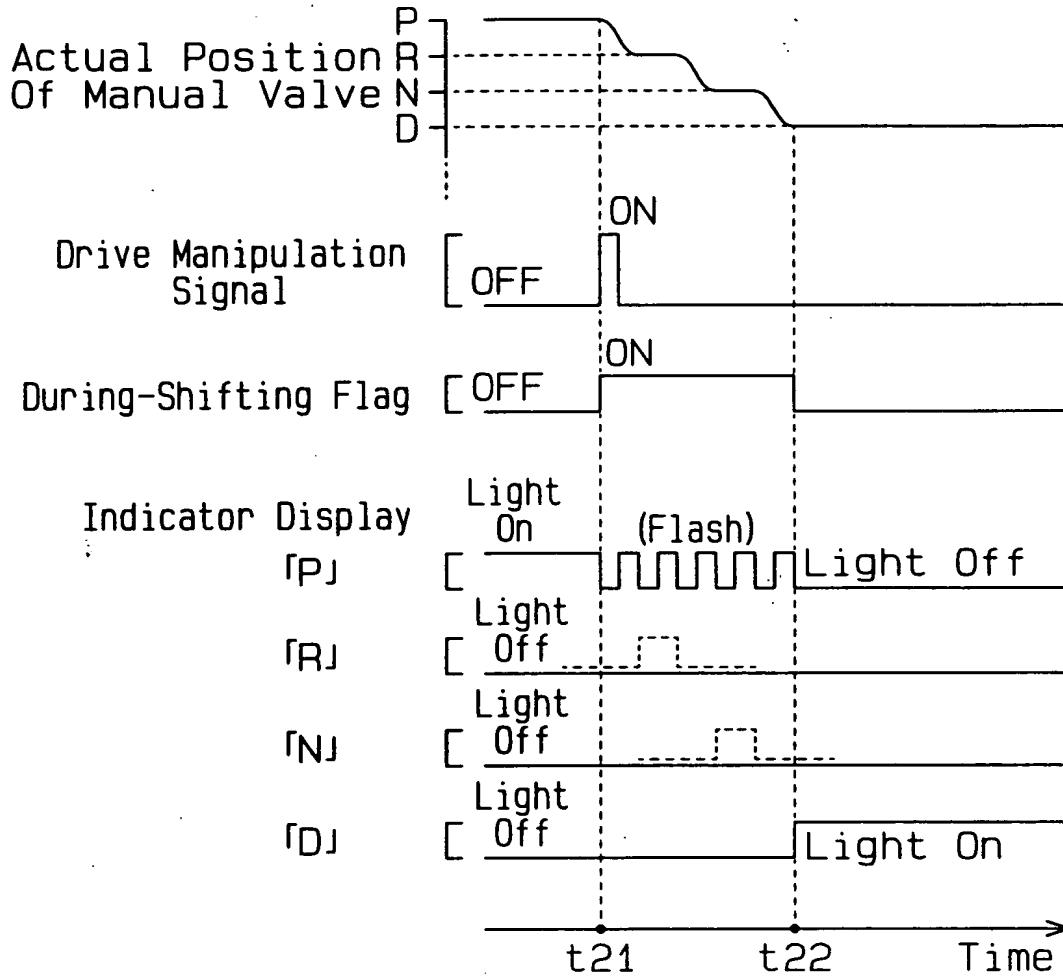 P
Actual Position R
Of Manual Valve N
D
ON
Drive Manipulation
Signal
OFF
ON
During-Shifting Flag
OFF
Indicator Display
Light
On
(Flash)
「P」
Light Off
Light
Off
「R」
Light
Off
「N」
Light
Off
「D」
Light On
t21
t22
Time